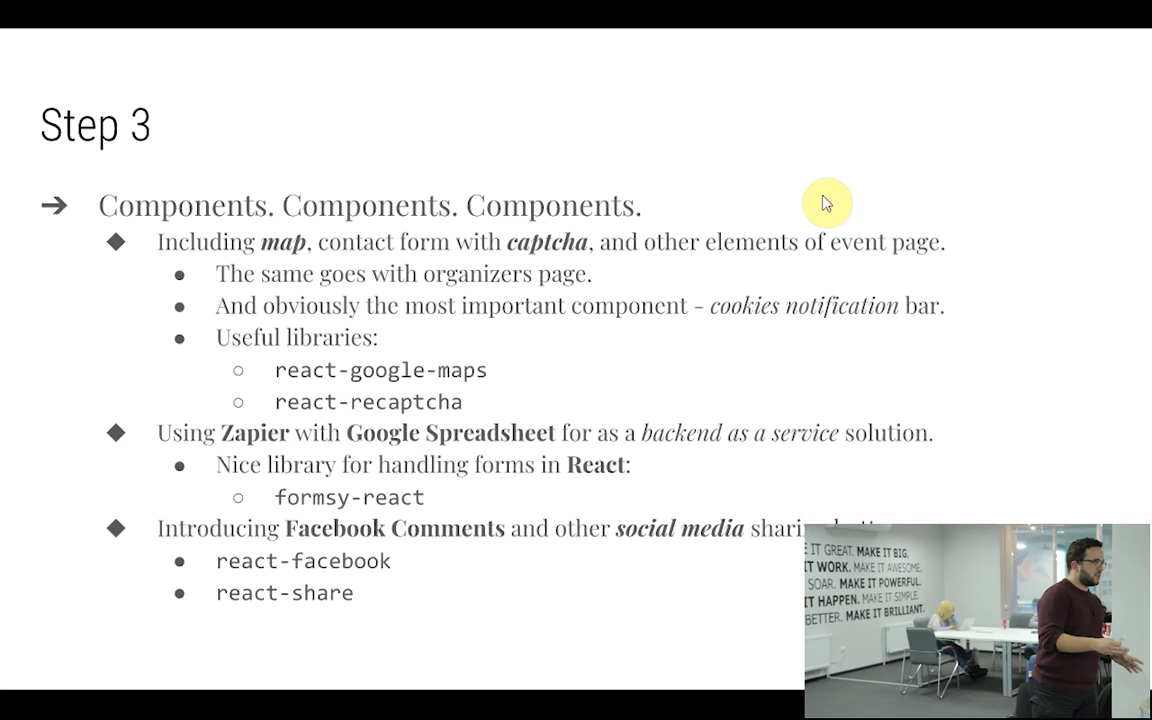 Step 3
➔ Components. Components. Components.
◆ Including map, contact form with captcha, and other elements of event page.
● The same goes with organizers page.
● And obviously the most important component - cookies notification bar.
● Useful libraries:
○ react-google-maps
○ react-recaptcha
◆ Using Zapier with Google Spreadsheet for as a backend as a service solution.
● Nice library for handling forms in React:
○ formsy-react
◆ Introducing Facebook Comments and other social media
● react-facebook
● react-share
E IT GREAT. MAKE IT BIG.
IT WORK. MAKE IT AWESOME.
SOAR. MAKE IT POWERFUL.
IT HAPPEN. MAKE IT SIMPLE.
BETTER. MAKE IT BRILLIANT.